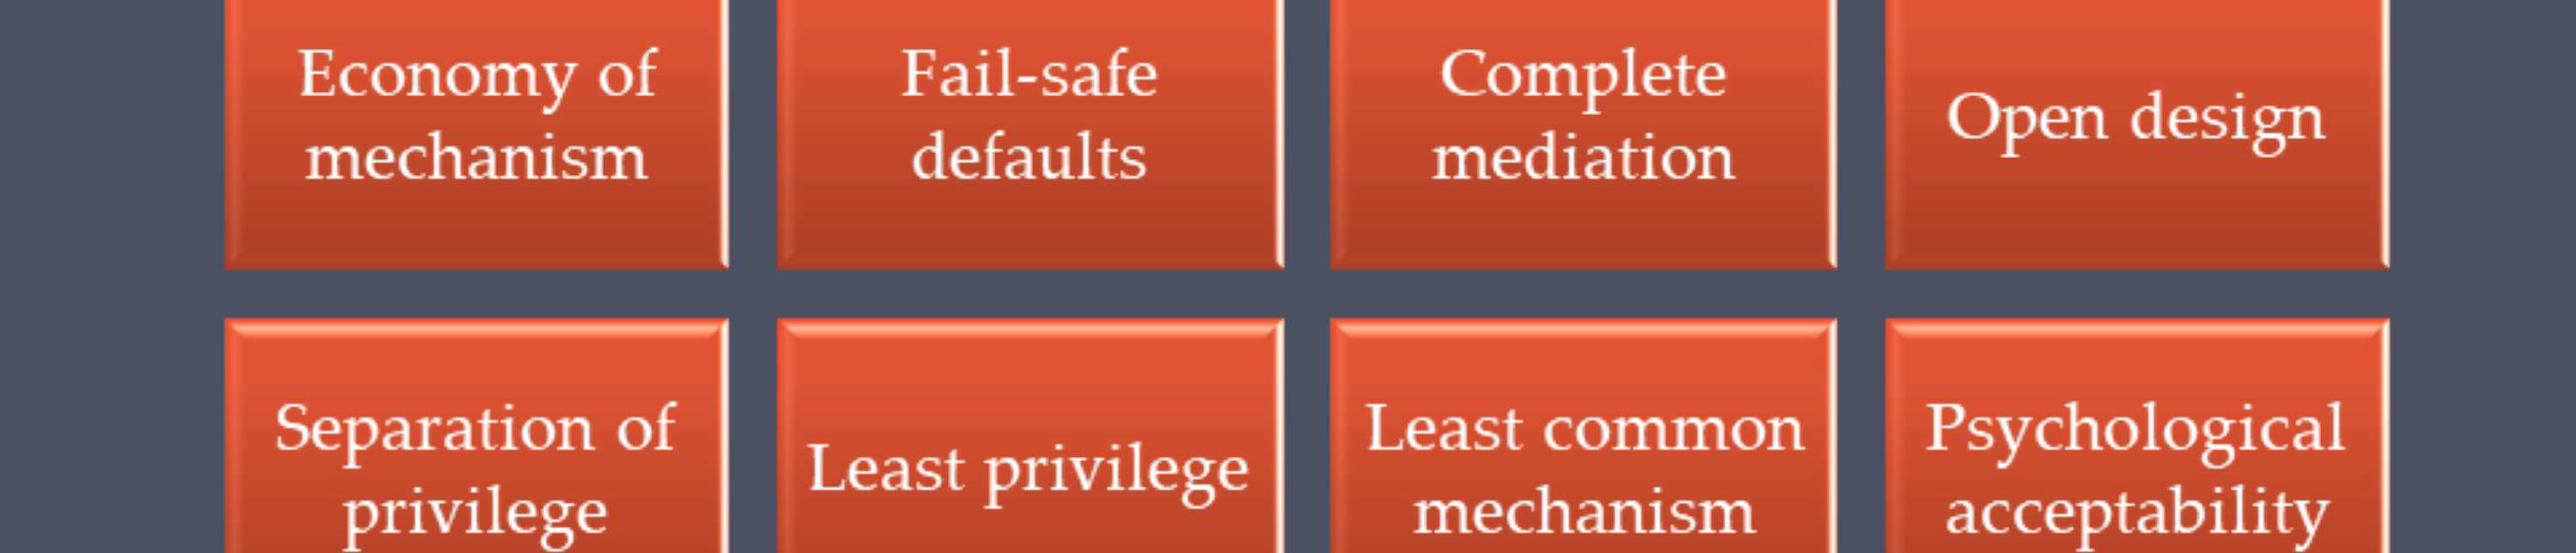 Economy of
mechanism
Fail-safe
defaults
Complete
mediation
Open design
Separation of
privilege
Least privilege
Least common
mechanism
Psychological
acceptability